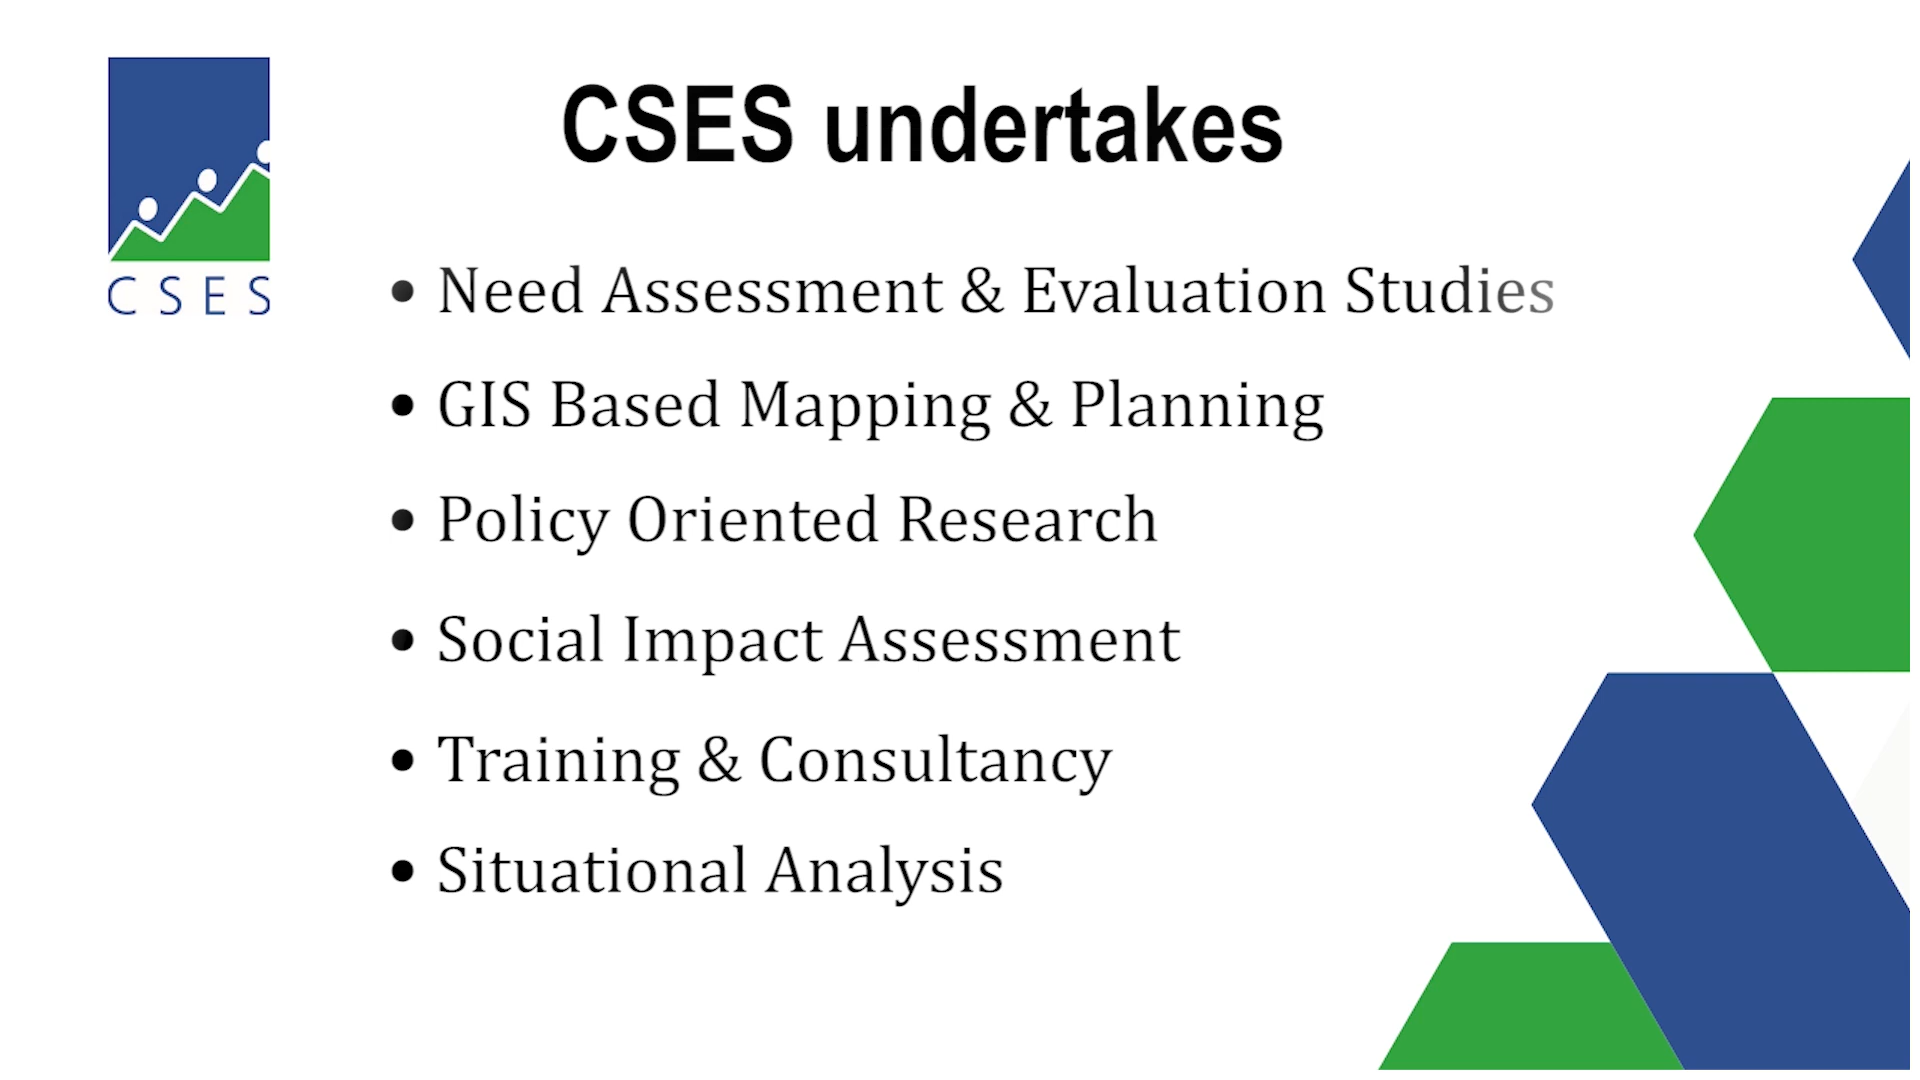 CSES undertakes
CSES
• Need Assessment & Evaluation Studies
• GIS Based Mapping & Planning
• Policy Oriented Research
• Social Impact Assessment
• Training & Consultancy
• Situational Analysis